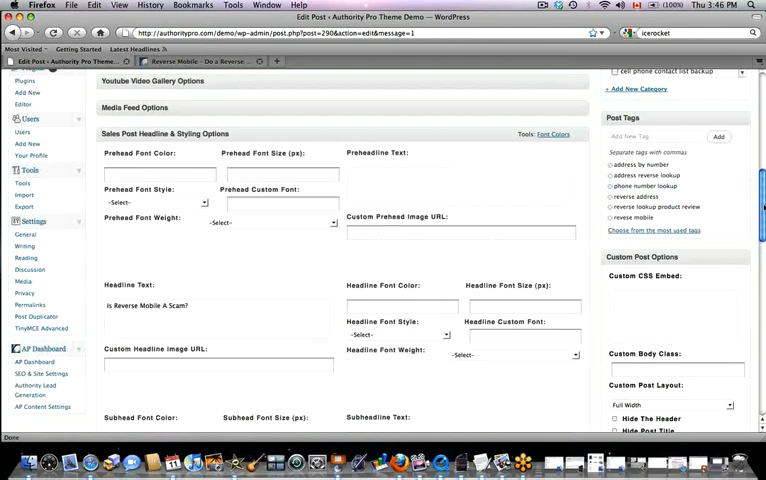 Firefox File Edit View History Bookmarks Tools Window Help (100%) Thu 3:46 PM
Edit Post ‹ Authority Pro Theme Demo — WordPress
http://authoritypro.com/demo/wp-admin/post.php?post=290&action=edit&message=1 icerocket
Most Visited Getting Started Latest Headlines
Edit Post ‹ Authority Pro Theme... Reverse Mobile – Do a Reverse ...
Plugins
Add New
Editor
Users
Users
Add New
Your Profile
Tools
Tools
Import
Export
Settings
General
Writing
Reading
Discussion
Media
Privacy
Permalinks
Post Duplicator
TinyMCE Advanced
AP Dashboard
AP Dashboard
SEO & Site Settings
Authority Lead
Generation
AP Content Settings
Youtube Video Gallery Options
Media Feed Options
Sales Post Headline & Styling Options Tools: Font Colors
Prehead Font Color: Prehead Font Size (px): Preheadline Text:
Prehead Font Style: Prehead Custom Font:
-Select-
Prehead Font Weight: -Select- Custom Prehead Image URL:
Headline Text: Headline Font Color: Headline Font Size (px):
Is Reverse Mobile A Scam?
Headline Font Style: Headline Custom Font:
-Select-
Custom Headline Image URL: Headline Font Weight: -Select-
Subhead Font Color: Subhead Font Size (px): Subheadline Text:
cell phone contact list backup
+ Add New Category
Post Tags
Add New Tag Add
Separate tags with commas
address by number
address reverse lookup
phone number lookup
reverse address
reverse lookup product review
revese mobile
Choose from the most used tags
Custom Post Options
Custom CSS Embed:
Custom Body Class:
Custom Post Layout:
Full Width
Hide The Header
Hide Post Title
Done